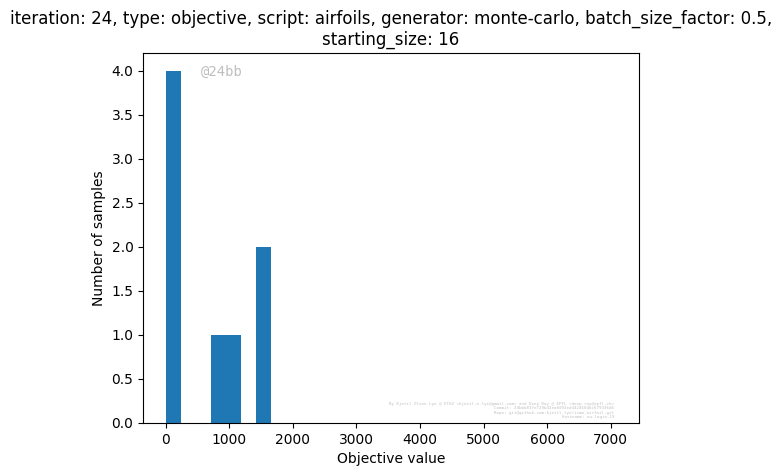 iteration: 24, type: objective, script: airfoils, generator: monte-carlo, batch_size_factor: 0.5,
starting_size: 16
@24bb
4.0
3.5
3.0
2.5
2.0
1.5
1.0
0.5
0.0
Number of samples
0 1000 2000 3000 4000 5000 6000 7000
Objective value